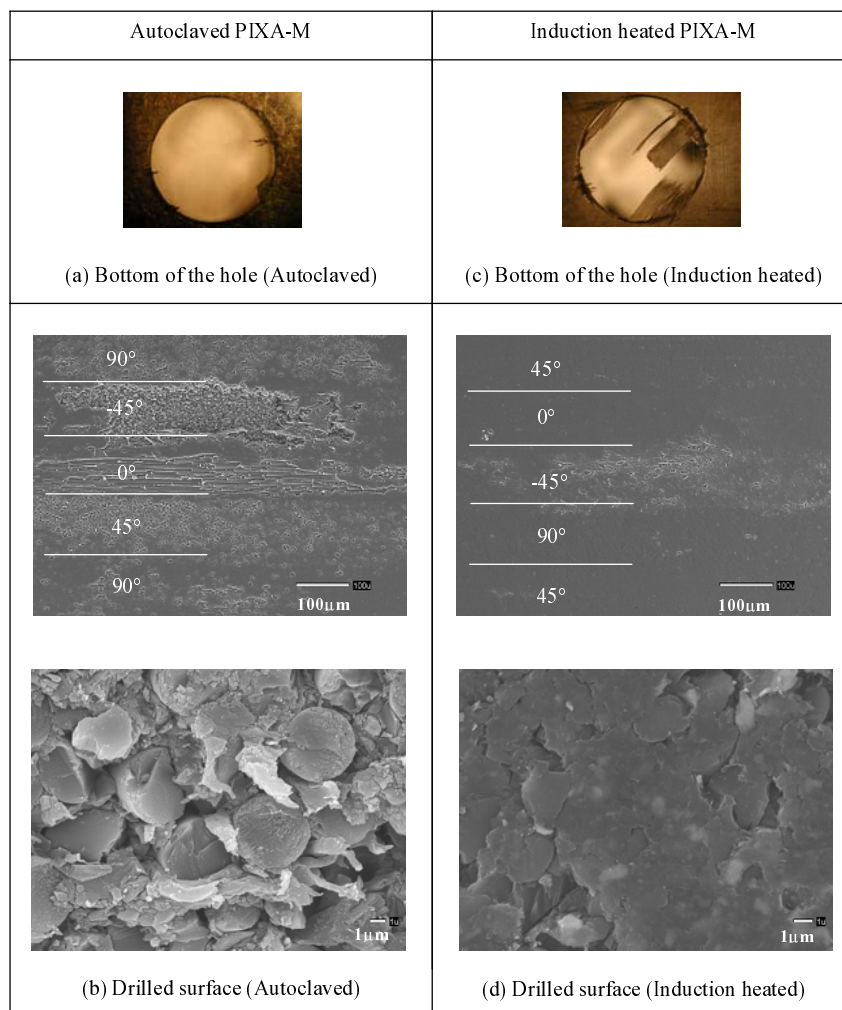 Autoclaved PIXA-M
Induction heated PIXA-M
(a) Bottom of the hole (Autoclaved)
(c) Bottom of the hole (Induction heated)
90°
-45°
0°
45°
90°
100μm
100u
45°
0°
-45°
90°
45°
100μm
100u
1μm
1u
1μm
1u
(b) Drilled surface (Autoclaved)
(d) Drilled surface (Induction heated)